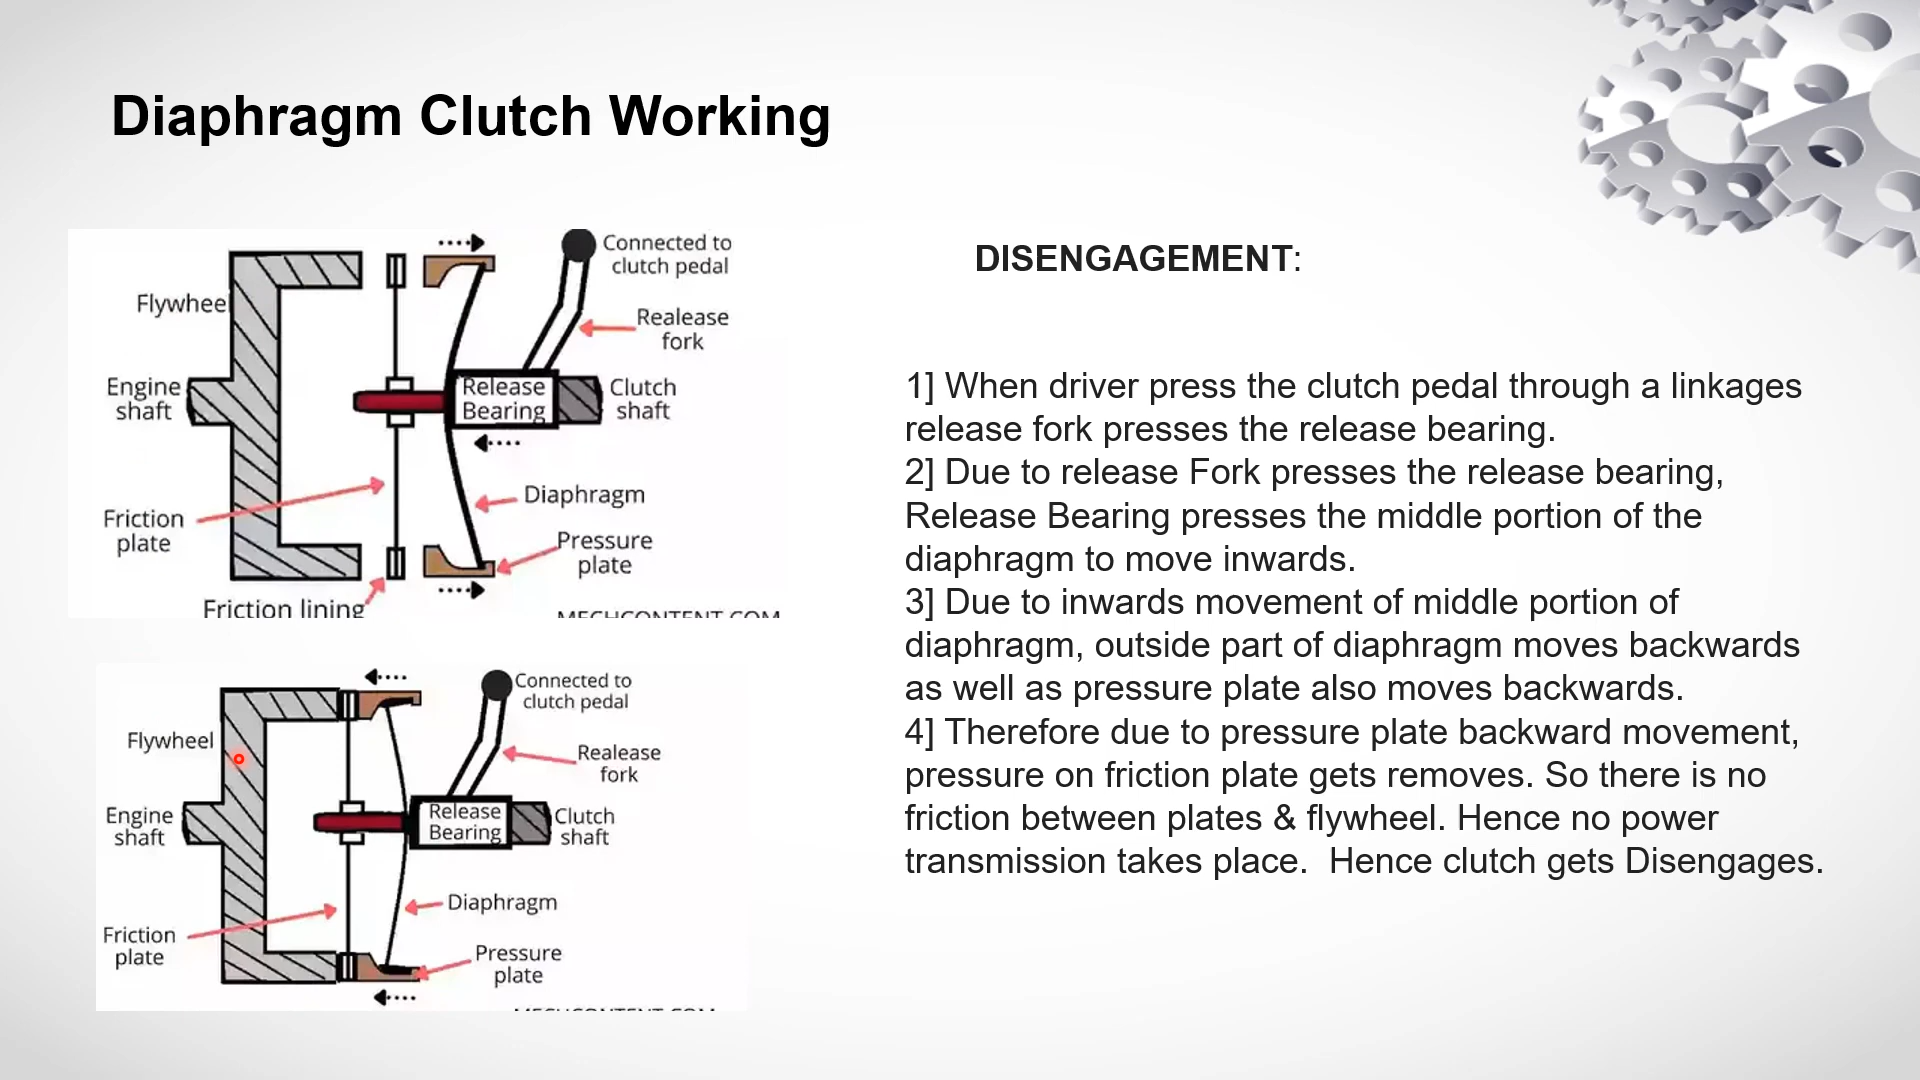 Diaphragm Clutch Working
Connected to
clutch pedal
Flywheel
Realease
fork
Engine
shaft
Release
Bearing
Clutch
shaft
Diaphragm
Friction
plate
Pressure
plate
Friction lining
MECHCONTENT.COM
Connected to
clutch pedal
Flywheel
Realease
fork
Engine
shaft
Release
Bearing
Clutch
shaft
Diaphragm
Friction
plate
Pressure
plate
MECHCONTENT.COM
DISENGAGEMENT:
1] When driver press the clutch pedal through a linkages
release fork presses the release bearing.
2] Due to release Fork presses the release bearing,
Release Bearing presses the middle portion of the
diaphragm to move inwards.
3] Due to inwards movement of middle portion of
diaphragm, outside part of diaphragm moves backwards
as well as pressure plate also moves backwards.
4] Therefore due to pressure plate backward movement,
pressure on friction plate gets removes. So there is no
friction between plates & flywheel. Hence no power
transmission takes place.  Hence clutch gets Disengages.